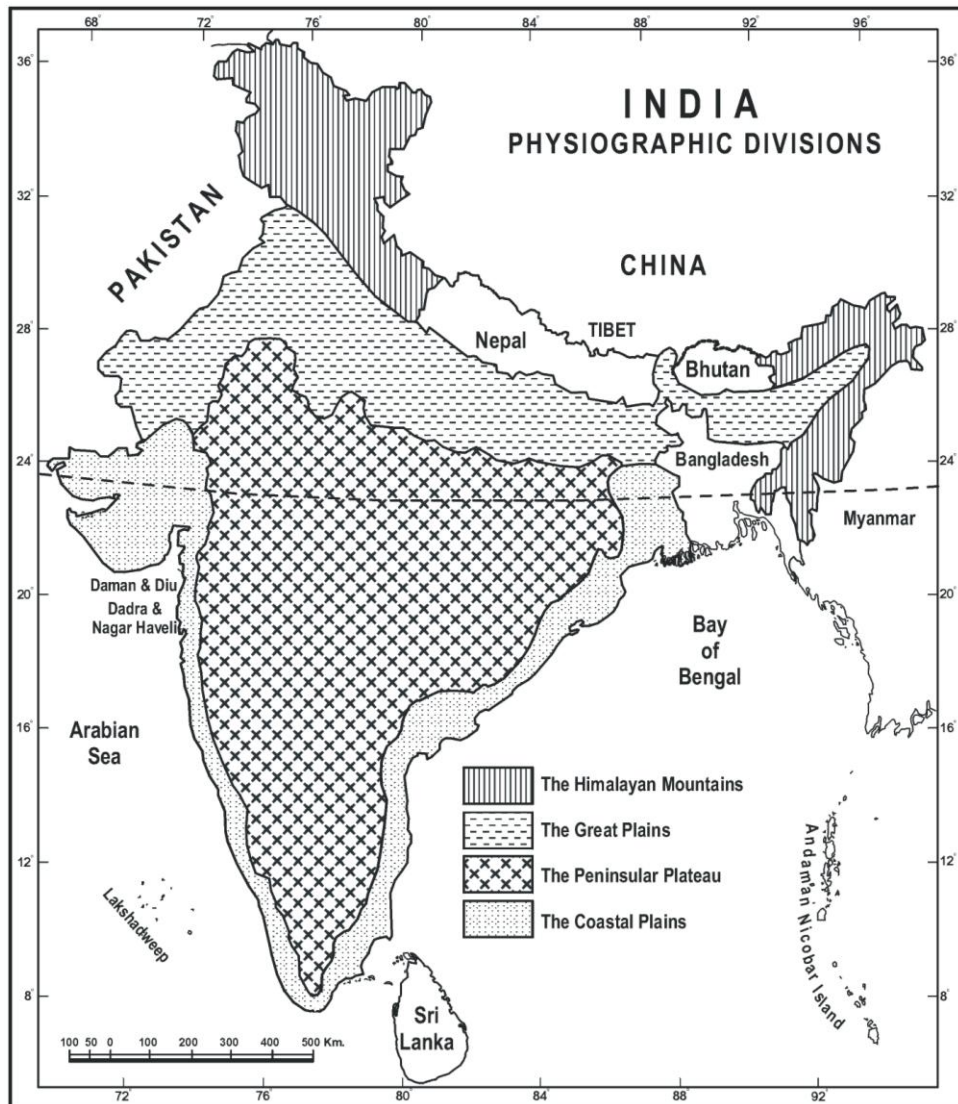 68° 72° 76° 80° 84° 88° 92° 96°
36° 36°
INDIA
PHYSIOGRAPHIC DIVISIONS
32° 32°
PAKISTAN
CHINA
28° 28°
Nepal
TIBET
Bhutan
24° 24°
Bangladesh
Myanmar
Daman & Diu
Dadra &
Nagar Haveli
20° 20°
Bay
of
Bengal
16° 16°
Arabian
Sea
The Himalayan Mountains
The Great Plains
The Peninsular Plateau
The Coastal Plains
12° 12°
Lakshadweep
Andaman Nicobar Island
8° 8°
Sri
Lanka
100 50 0 100 200 300 400 500 Km.
72° 76° 80° 84° 88° 92°